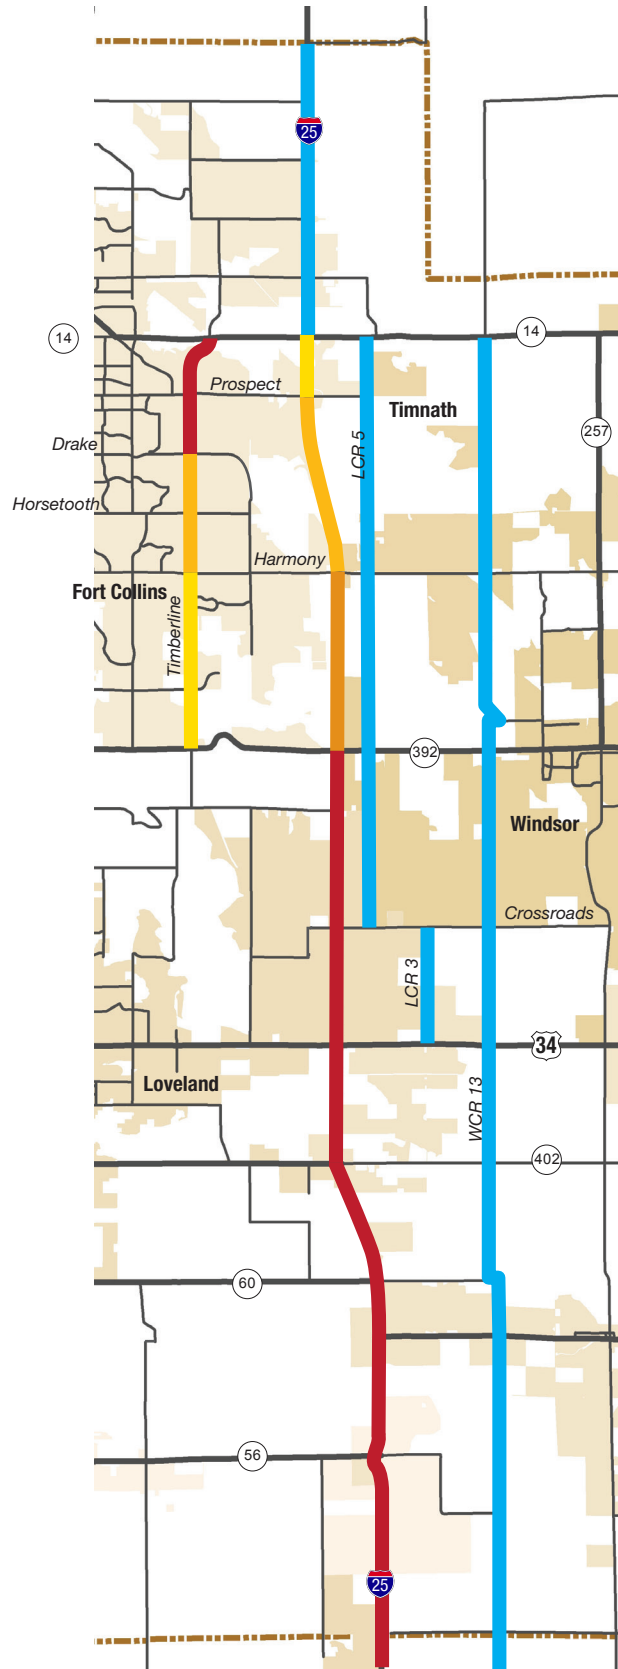 25
14
14
Prospect
Timnath
257
Drake
LCR 5
Horsetooth
Harmony
Fort Collins
Timberline
392
Windsor
Crossroads
LCR 3
34
Loveland
WCR 13
402
60
56
25